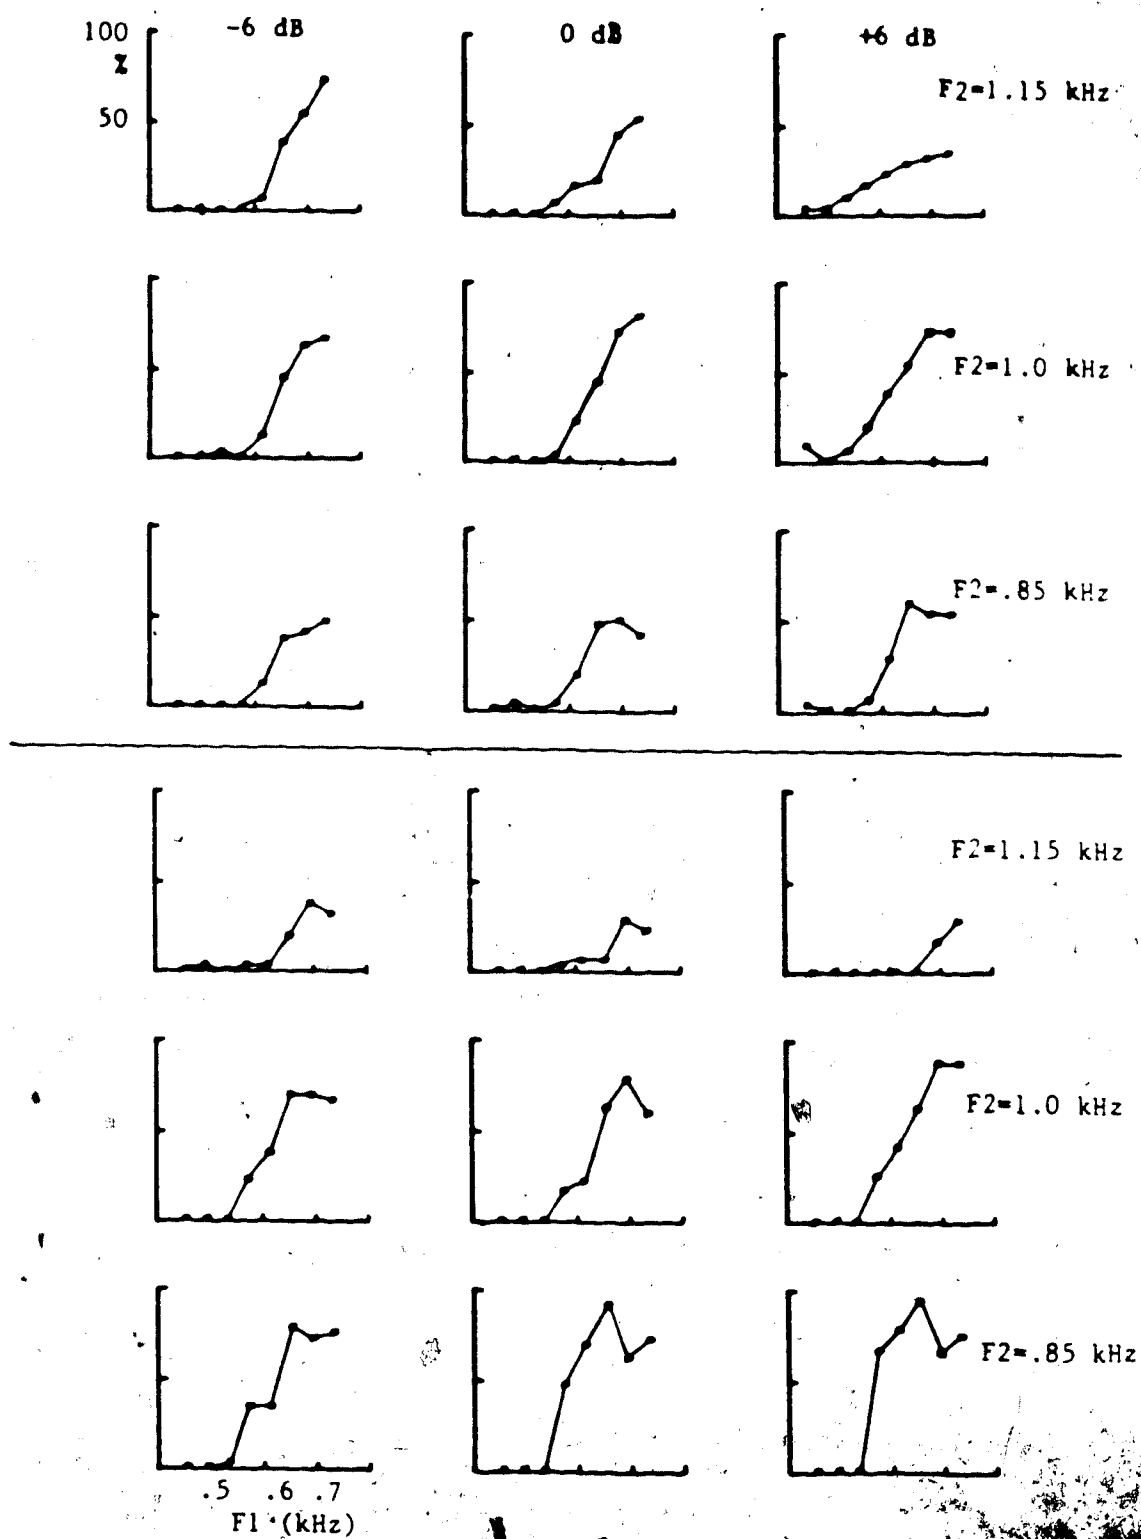 -6 dB 0 dB +6 dB
100
%
50
F2=1.15 kHz
F2=1.0 kHz
F2=.85 kHz
F2=1.15 kHz
F2=1.0 kHz
F2=.85 kHz
.5 .6 .7
F1 (kHz)